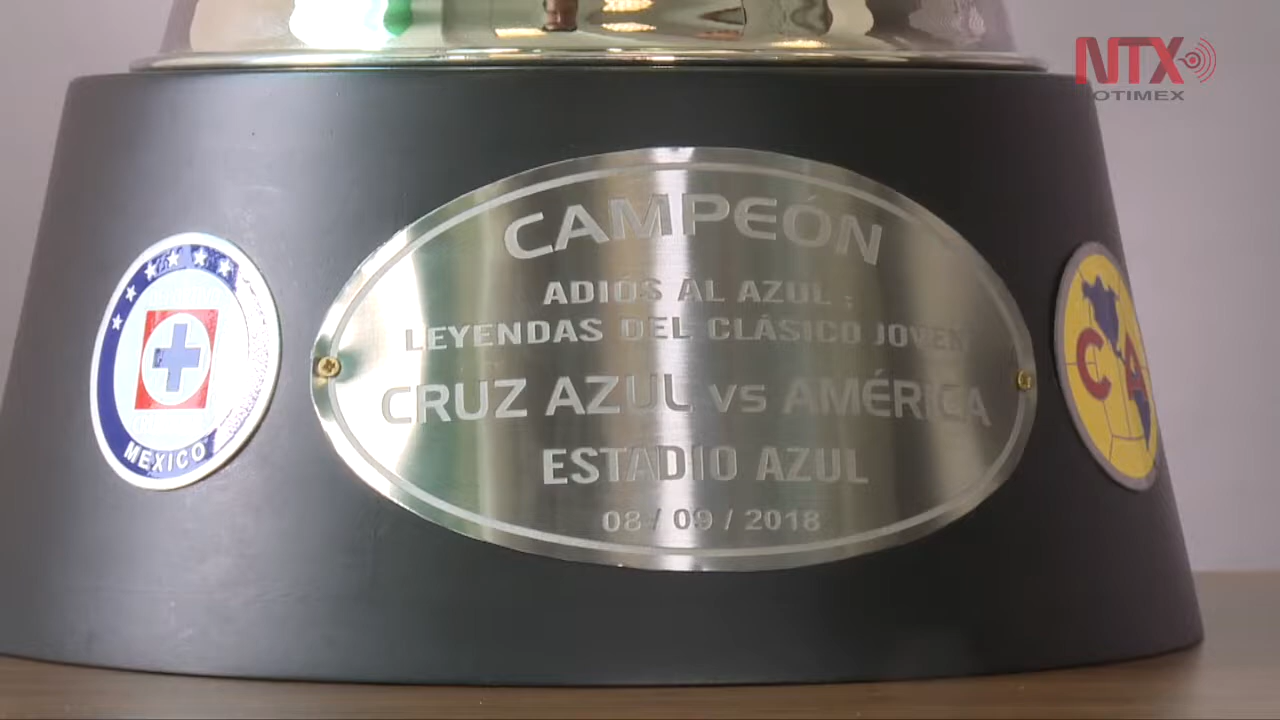 NTX
NOTIMEX
CAMPEÓN
ADIÓS AL AZUL :
LEYENDAS DEL CLÁSICO JOVEN
CRUZ AZUL vs AMÉRICA
ESTADIO AZUL
08 / 09 / 2018
MEXICO
CA